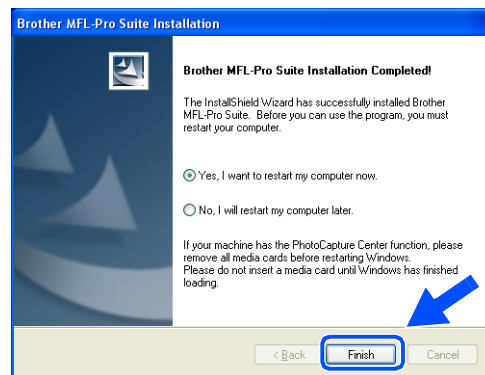 Brother MFL-Pro Suite Installation
Brother MFL-Pro Suite Installation Completed!
The InstallShield Wizard has successfully installed Brother
MFL-Pro Suite.  Before you can use the program, you must
restart your computer.
Yes, I want to restart my computer now.
No, I will restart my computer later.
If your machine has the PhotoCapture Center function, please
remove all media cards before restarting Windows.
Please do not insert a media card until Windows has finished
loading.
< Back Finish Cancel